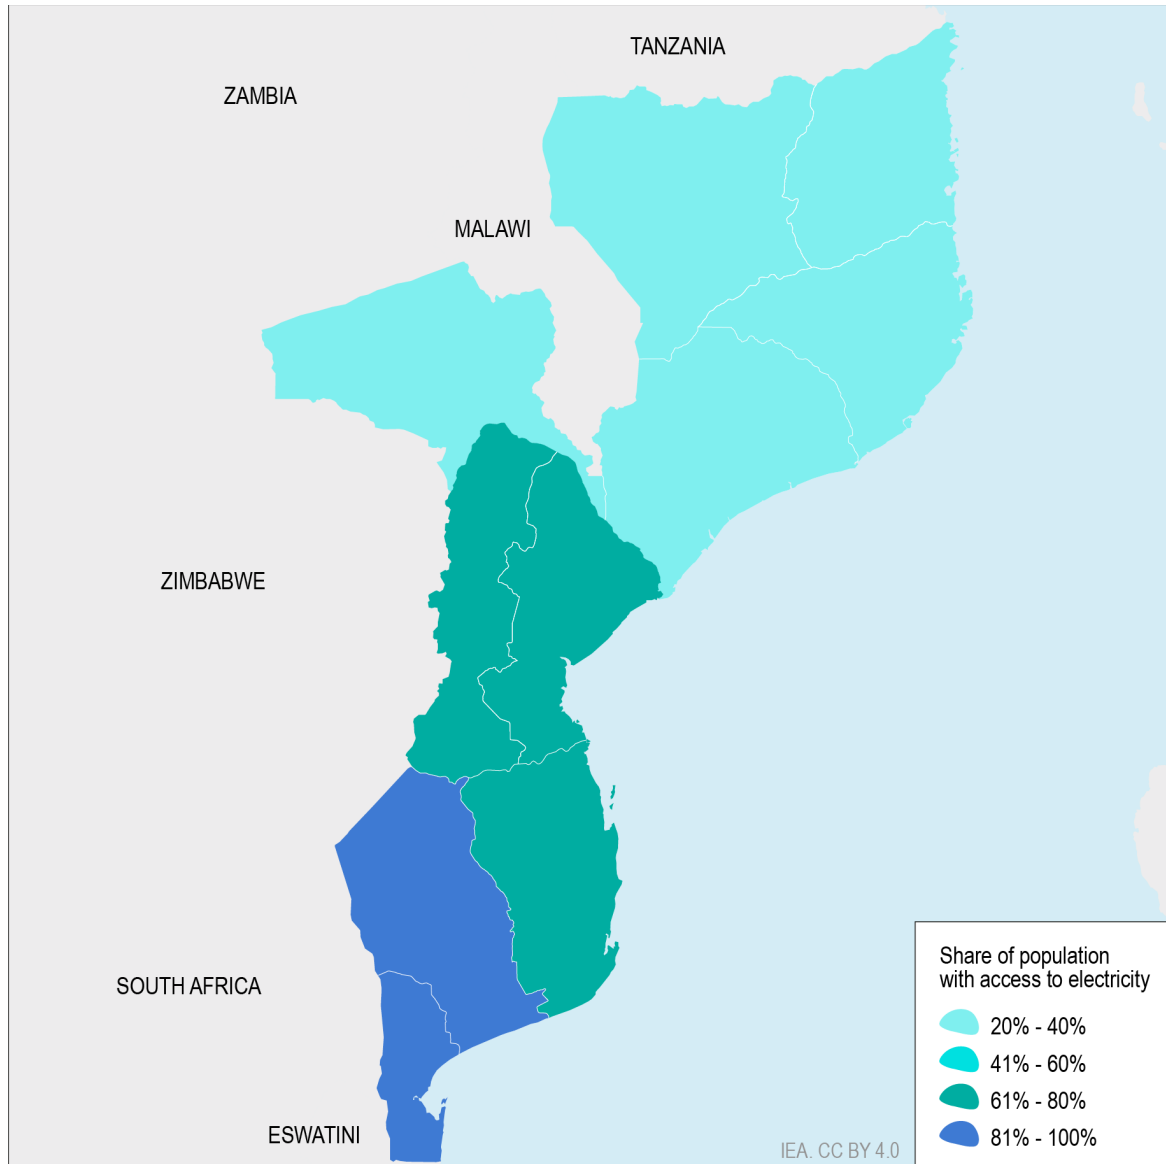 TANZANIA
ZAMBIA
MALAWI
ZIMBABWE
SOUTH AFRICA
ESWATINI
Share of population
with access to electricity
20% - 40%
41% - 60%
61% - 80%
81% - 100%
IEA. CC BY 4.0